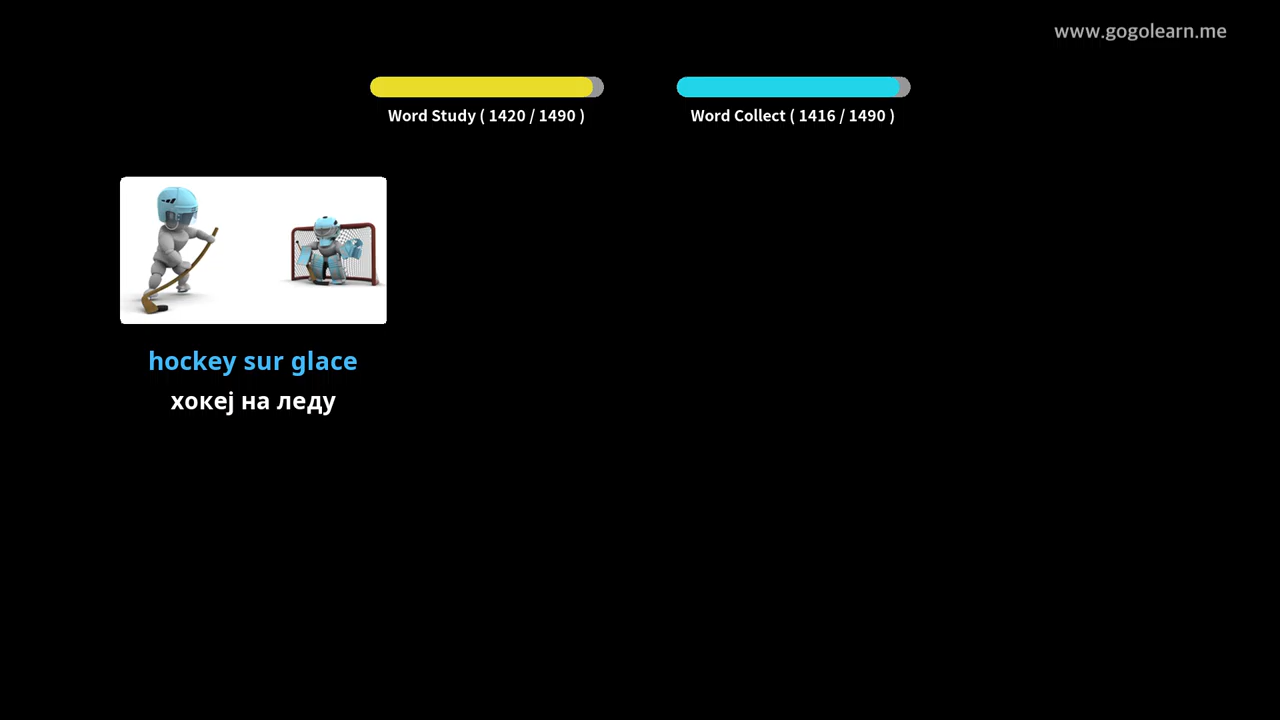 www.gogolearn.me
Word Study ( 1420 / 1490 )
Word Collect ( 1416 / 1490 )
hockey sur glace
хокеј на леду